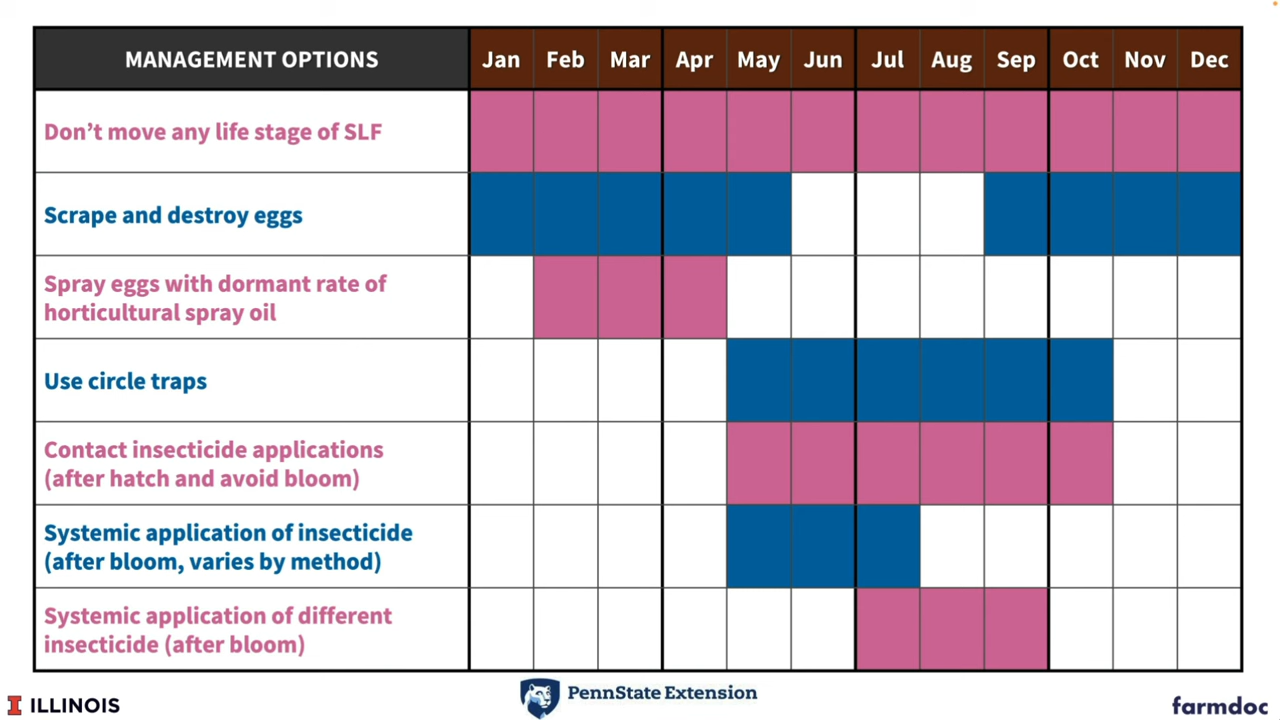 MANAGEMENT OPTIONS Jan Feb Mar Apr May Jun Jul Aug Sep Oct Nov Dec
Don’t move any life stage of SLF
Scrape and destroy eggs
Spray eggs with dormant rate of
horticultural spray oil
Use circle traps
Contact insecticide applications
(after hatch and avoid bloom)
Systemic application of insecticide
(after bloom, varies by method)
Systemic application of different
insecticide (after bloom)
I ILLINOIS
PennState Extension
farmdoc